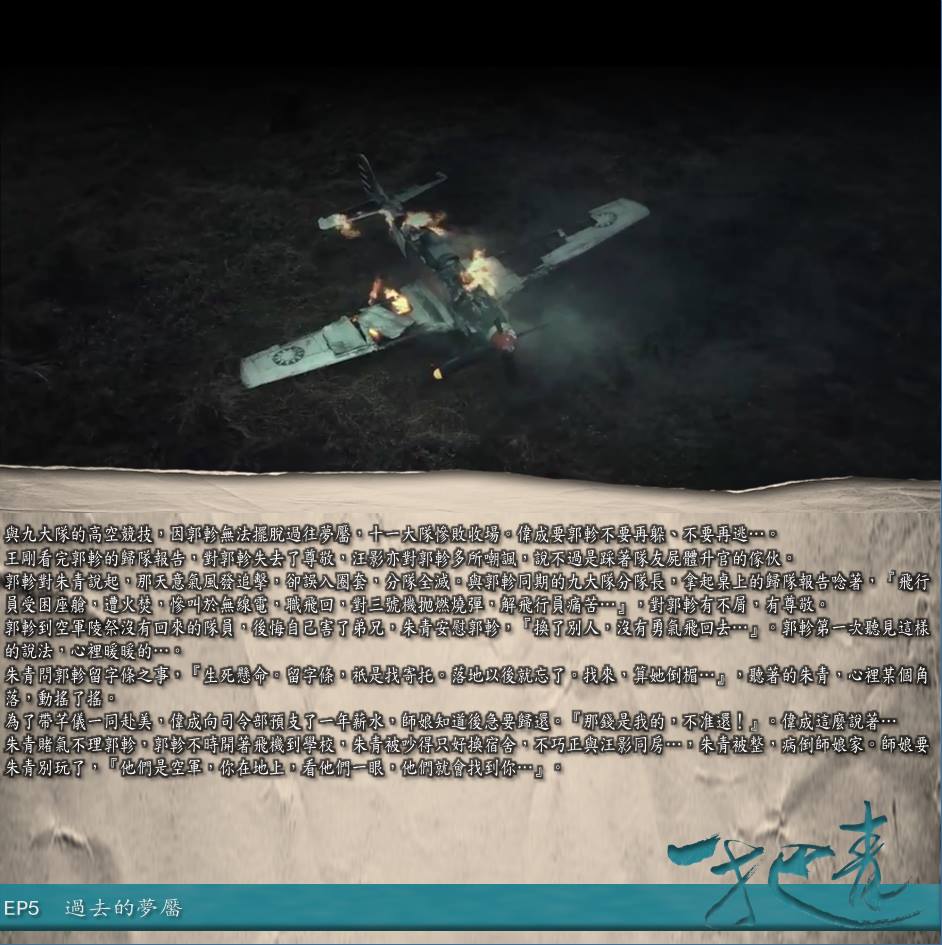 與九大隊的高空競技，因郭軫無法擺脫過往夢靨，十一大隊慘敗收場。偉成要郭軫不要再躲、不要再逃…。
王剛看完郭軫的歸隊報告，對郭軫失去了尊敬，汪影亦對郭軫多所嘲諷，說不過是踩著隊友屍體升官的傢伙。
郭軫對朱青說起，那天意氣風發追擊，卻誤入圈套，分隊全滅。與郭軫同期的九大隊分隊長，拿起桌上的歸隊報告唸著，『飛行
員受困座艙，遭火焚，慘叫於無線電，職飛回，對三號機拋燃燒彈，解飛行員痛苦…』，對郭軫有不屑，有尊敬。
郭軫到空軍陵祭沒有回來的隊員，後悔自己害了弟兄，朱青安慰郭軫，『換了別人，沒有勇氣飛回去…』。郭軫第一次聽見這樣
的說法，心裡暖暖的…。
朱青問郭軫留字條之事，『生死懸命。留字條，祇是找寄托。落地以後就忘了。找來，算她倒楣…』，聽著的朱青，心裡某個角
落，動搖了搖。
為了帶芊儀一同赴美，偉成向司令部預支了一年薪水，師娘知道後急要歸還。『那錢是我的，不准還！』。偉成這麼說著…
朱青賭氣不理郭軫，郭軫不時開著飛機到學校，朱青被吵得只好換宿舍，不巧正與汪影同房…，朱青被整，病倒師娘家。師娘要
朱青別玩了，『他們是空軍，你在地上，看他們一眼，他們就會找到你…』。
一把青
EP5 過去的夢靨